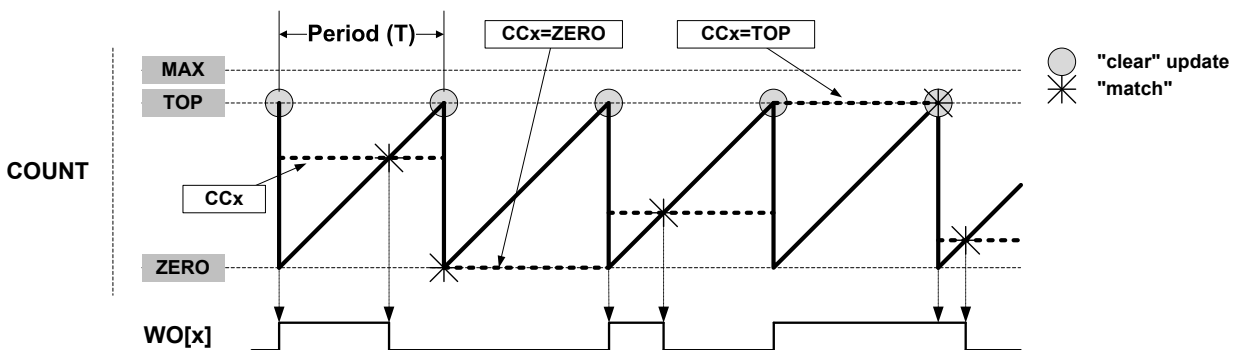 Period (T)
CCx=ZERO
CCx=TOP
MAX
TOP
"clear" update
"match"
COUNT
CCx
ZERO
WO[x]